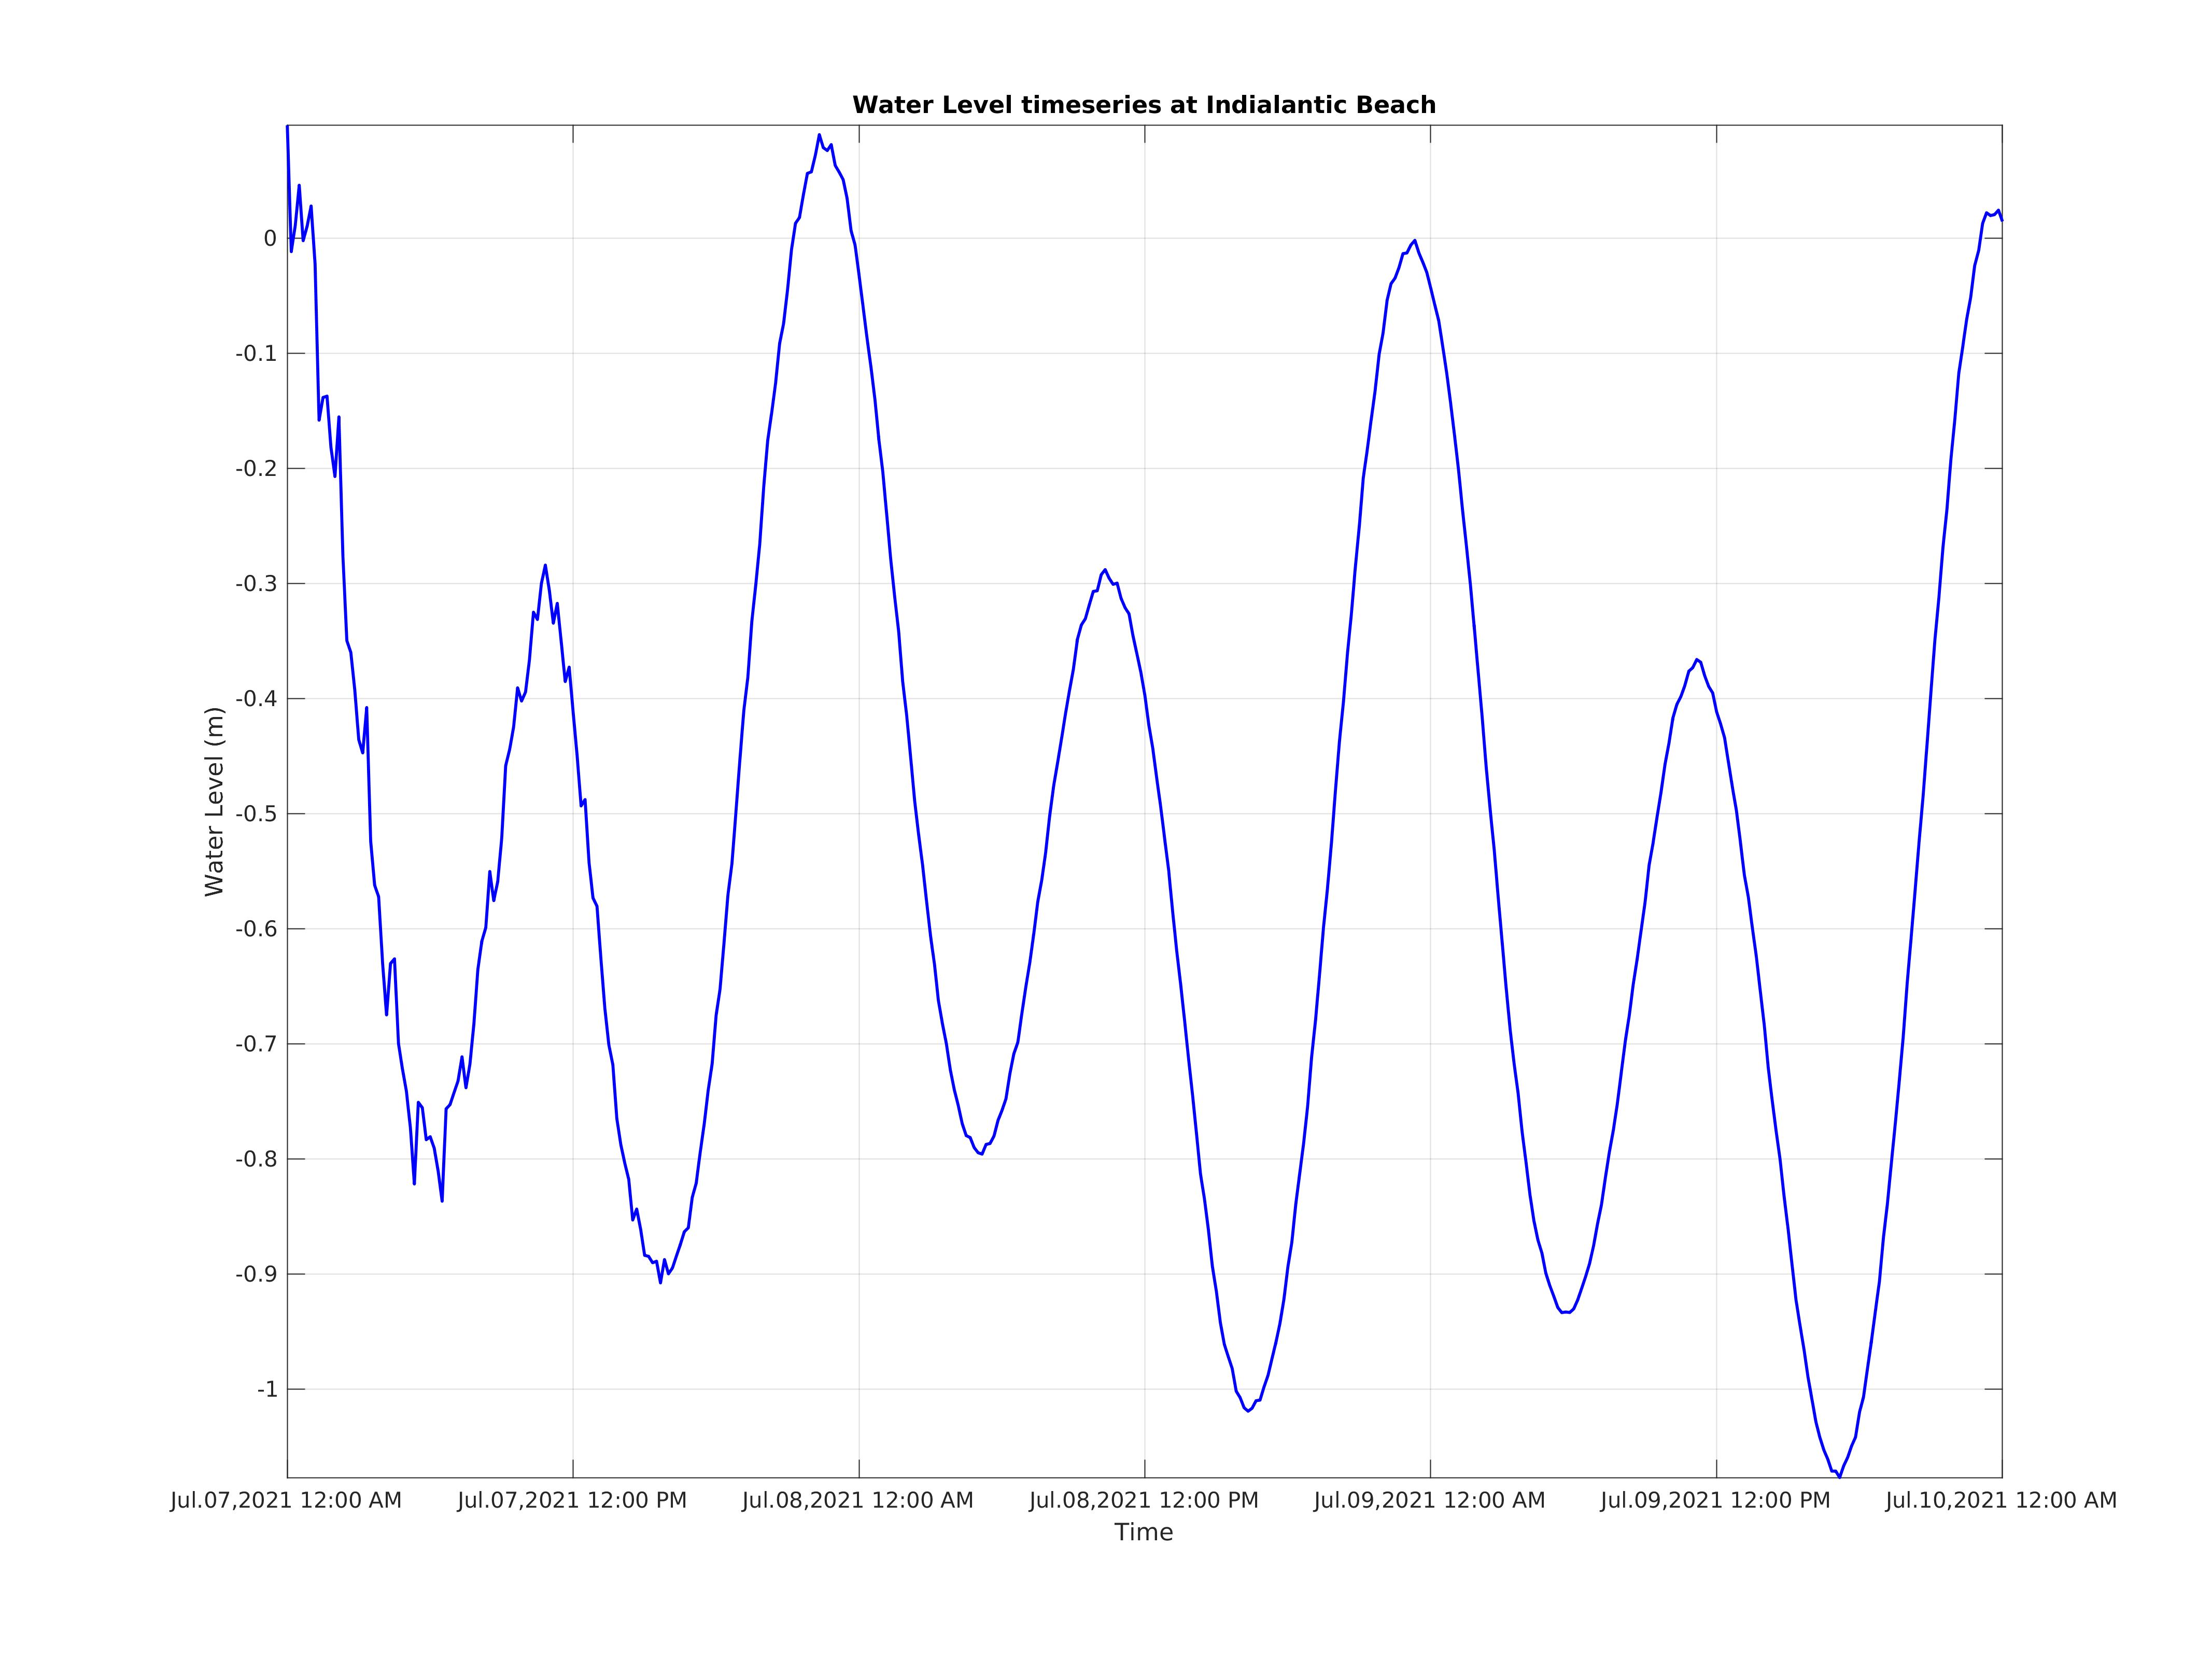 Water Level timeseries at Indialantic Beach
0
-0.1
-0.2
-0.3
-0.4
-0.5
-0.6
-0.7
-0.8
-0.9
-1
Water Level (m)
Jul.07,2021 12:00 AM Jul.07,2021 12:00 PM Jul.08,2021 12:00 AM Jul.08,2021 12:00 PM Jul.09,2021 12:00 AM Jul.09,2021 12:00 PM Jul.10,2021 12:00 AM
Time